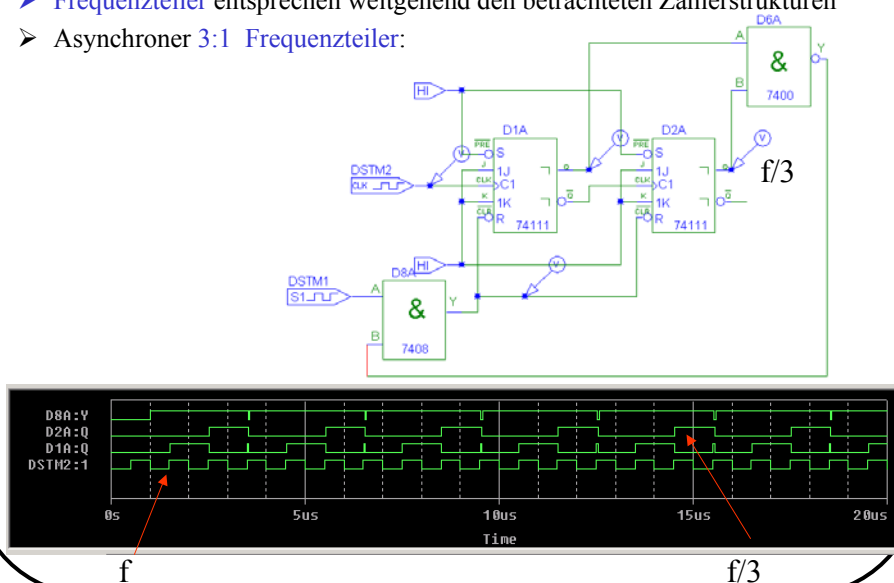 Frequenzteiler entsprechen weitgehend den betrachteten Zählerstrukturen
➢ Asynchroner 3:1 Frequenzteiler:
D6A
A
Y
&
B
7400
HI
D1A
D2A
V
V
V
PRE
S
J
1J
CLK
C1
K
1K
CLR
R
Q
Q
74111
PRE
S
J
1J
CLK
C1
K
1K
CLR
R
Q
Q
74111
f/3
DSTM2
CLK
HI
V
DSTM1
S1
D8A
A
Y
&
B
7408
D8A:Y
D2A:Q
D1A:Q
DSTM2:1
0s 5us 10us 15us 20us
Time
f f/3